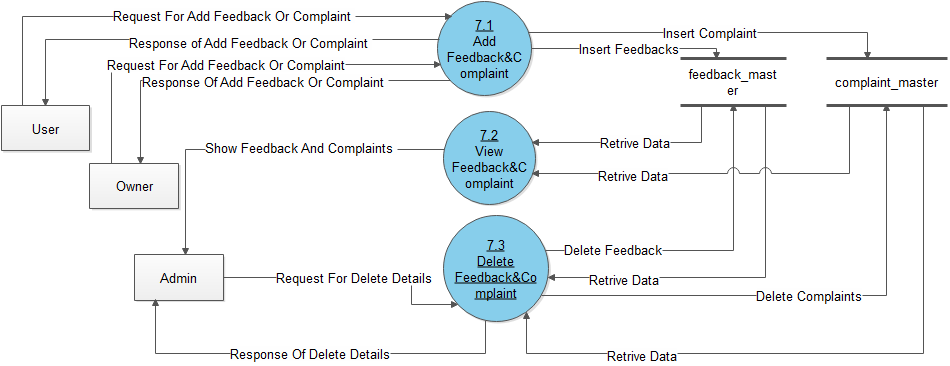 Request For Add Feedback Or Complaint
Response of Add Feedback Or Complaint
Request For Add Feedback Or Complaint
Response Of Add Feedback Or Complaint
7.1
Add
Feedback&C
omplaint
Insert Complaint
Insert Feedbacks
feedback_mast
er
complaint_master
User
Owner
7.2
View
Feedback&C
omplaint
Show Feedback And Complaints
Retrive Data
Retrive Data
Admin
Request For Delete Details
7.3
Delete
Feedback&Co
mplaint
Delete Feedback
Retrive Data
Delete Complaints
Response Of Delete Details
Retrive Data